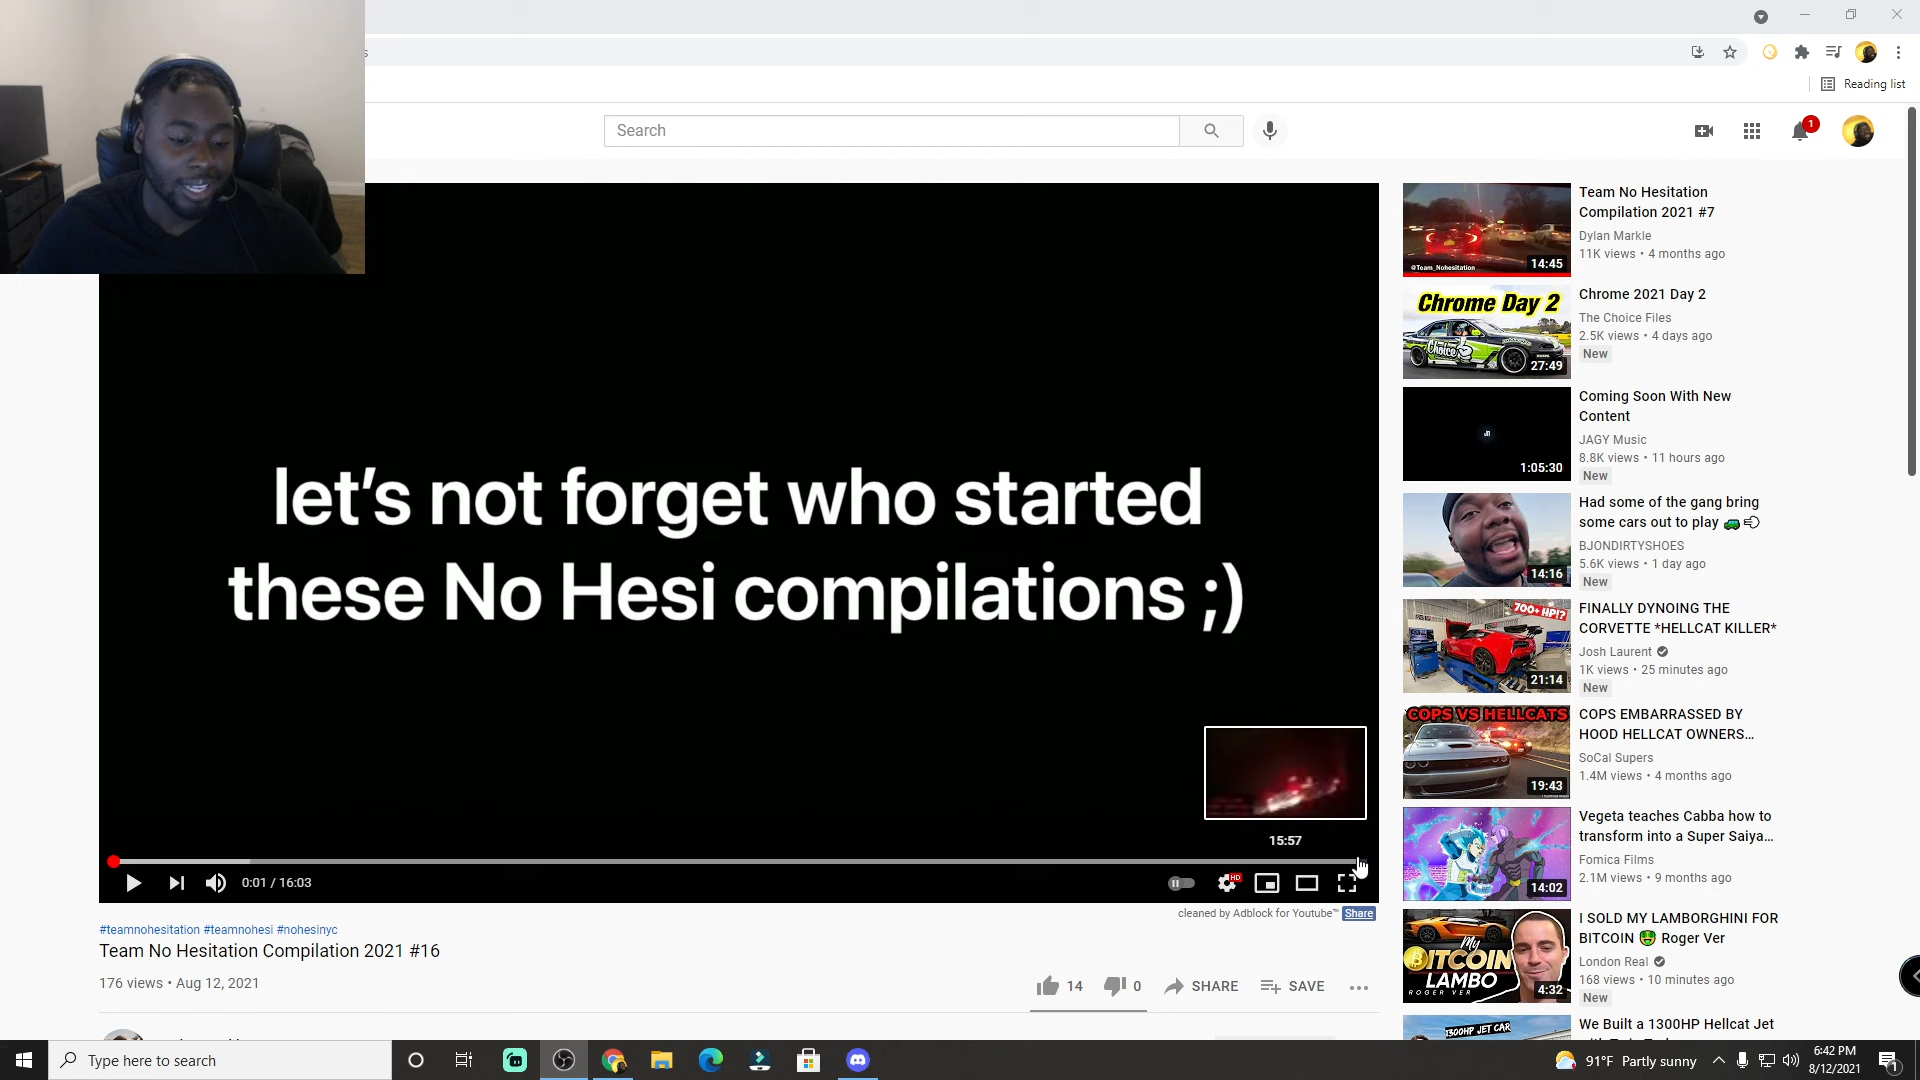 Reading list
Search
1
let's not forget who started
these No Hesi compilations ;)
15:57
0:01 / 16:03
HD
cleaned by Adblock for Youtube™ Share
#teamnohesitation #teamnohesi #nohesinyc
Team No Hesitation Compilation 2021 #16
176 views • Aug 12, 2021
14
0
SHARE
SAVE
@Team_Nohesitation
14:45
Team No Hesitation
Compilation 2021 #7
Dylan Markle
11K views • 4 months ago
Chrome Day 2
Choice
27:49
Chrome 2021 Day 2
The Choice Files
2.5K views • 4 days ago
New
1:05:30
Coming Soon With New
Content
JAGY Music
8.8K views • 11 hours ago
New
14:16
Had some of the gang bring
some cars out to play
BJONDIRTYSHOES
5.6K views • 1 day ago
New
700+ HP!?
21:14
FINALLY DYNOING THE
CORVETTE *HELLCAT KILLER*
Josh Laurent
1K views • 25 minutes ago
New
COPS VS HELLCATS
19:43
COPS EMBARRASSED BY
HOOD HELLCAT OWNERS...
SoCal Supers
1.4M views • 4 months ago
14:02
Vegeta teaches Cabba how to
transform into a Super Saiya...
Fomica Films
2.1M views • 9 months ago
My
BITCOIN
LAMBO
ROGER VER
4:32
I SOLD MY LAMBORGHINI FOR
BITCOIN 🤑 Roger Ver
London Real
168 views • 10 minutes ago
New
1300HP JET CAR
We Built a 1300HP Hellcat Jet
Type here to search
91°F Partly sunny
6:42 PM
8/12/2021
1